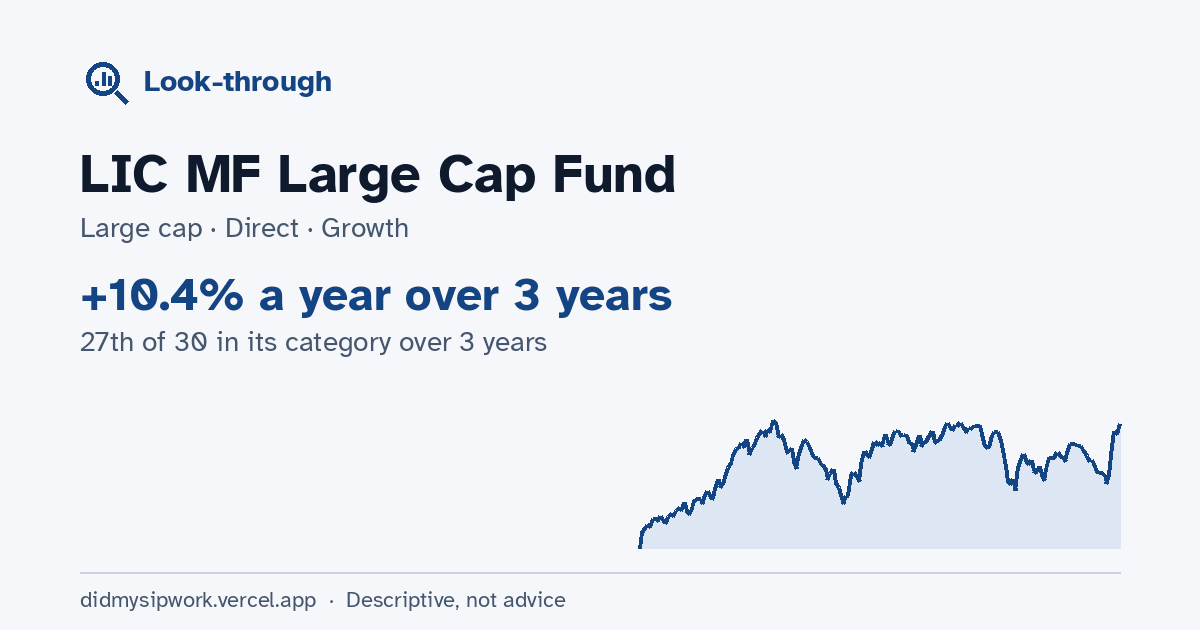 Look-through
LIC MF Large Cap Fund
Large cap · Direct · Growth
+10.4% a year over 3 years
27th of 30 in its category over 3 years
didmysipwork.vercel.app · Descriptive, not advice